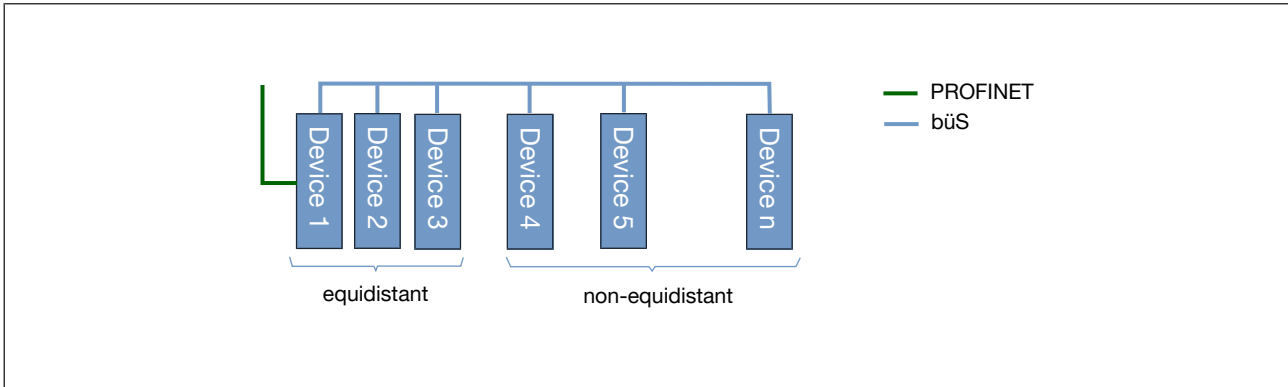 PROFINET
büS
Device 1
Device 2
Device 3
Device 4
Device 5
Device n
equidistant
non-equidistant